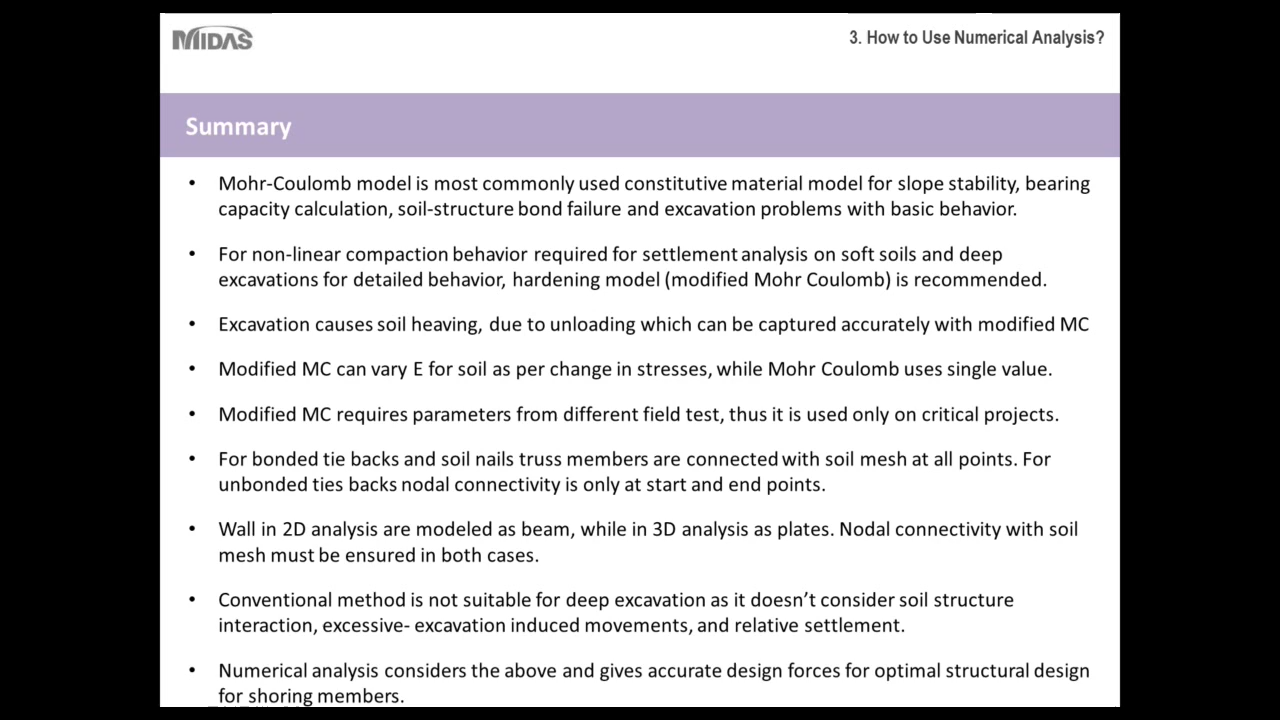 MIDAS
3. How to Use Numerical Analysis?
Summary
• Mohr-Coulomb model is most commonly used constitutive material model for slope stability, bearing
capacity calculation, soil-structure bond failure and excavation problems with basic behavior.
• For non-linear compaction behavior required for settlement analysis on soft soils and deep
excavations for detailed behavior, hardening model (modified Mohr Coulomb) is recommended.
• Excavation causes soil heaving, due to unloading which can be captured accurately with modified MC
• Modified MC can vary E for soil as per change in stresses, while Mohr Coulomb uses single value.
• Modified MC requires parameters from different field test, thus it is used only on critical projects.
• For bonded tie backs and soil nails truss members are connected with soil mesh at all points. For
unbonded ties backs nodal connectivity is only at start and end points.
• Wall in 2D analysis are modeled as beam, while in 3D analysis as plates. Nodal connectivity with soil
mesh must be ensured in both cases.
• Conventional method is not suitable for deep excavation as it doesn’t consider soil structure
interaction, excessive- excavation induced movements, and relative settlement.
• Numerical analysis considers the above and gives accurate design forces for optimal structural design
for shoring members.